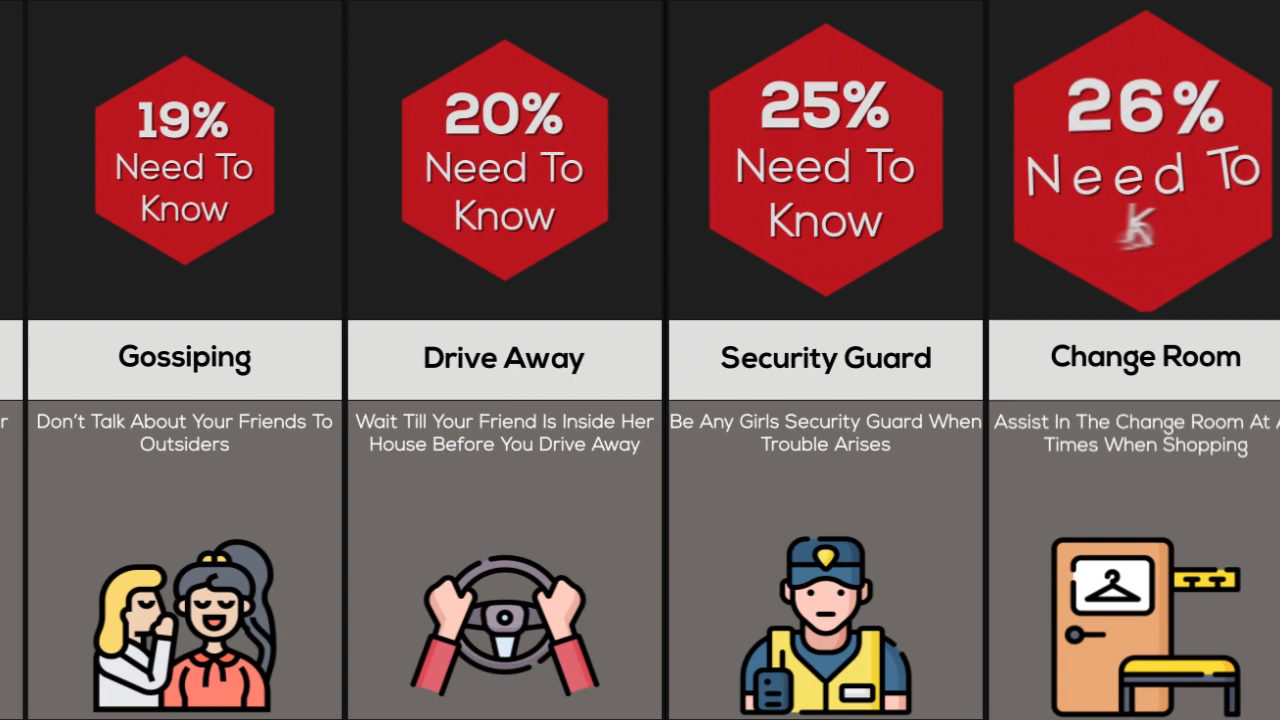 19%
Need To
Know
Gossiping
Don't Talk About Your Friends To
Outsiders
20%
Need To
Know
Drive Away
Wait Till Your Friend Is Inside Her
House Before You Drive Away
25%
Need To
Know
Security Guard
Be Any Girls Security Guard When
Trouble Arises
26%
Need To
K
Change Room
Assist In The Change Room At
Times When Shopping